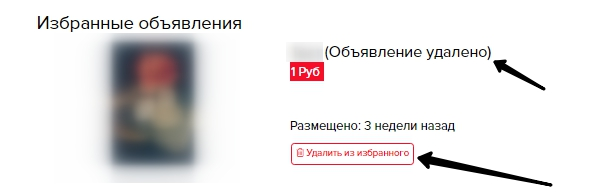 Избранные объявления
(Объявление удалено)
1 Руб
Размещено: 3 недели назад
Удалить из избранного